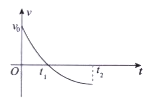 v
v₀
O t₁ t₂ t